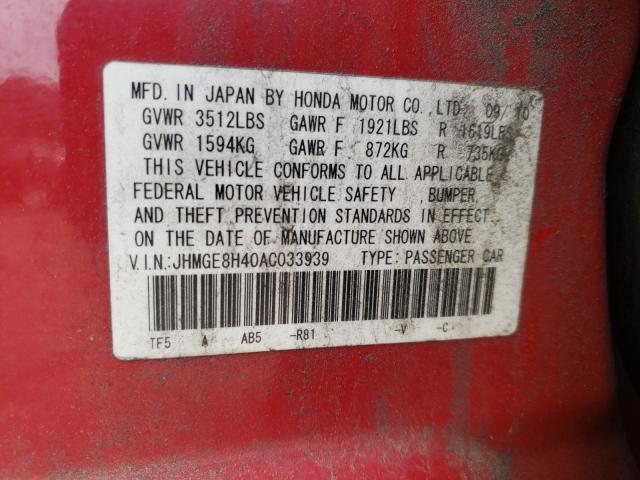 MFD. IN JAPAN BY HONDA MOTOR CO.,LTD 09/10
GVWR 3512LBS GAWR F 1921LBS R 1619LBS
GVWR 1594KG GAWR F 872KG R 735KG
THIS VEHICLE CONFORMS TO ALL APPLICABLE
FEDERAL MOTOR VEHICLE SAFETY, BUMPER,
AND THEFT PREVENTION STANDARDS IN EFFECT
ON THE DATE OF MANUFACTURE SHOWN ABOVE.
V.I.N.:JHMGE8H40AC033939 TYPE: PASSENGER CAR
TF5 A AB5 -R81 -V -C